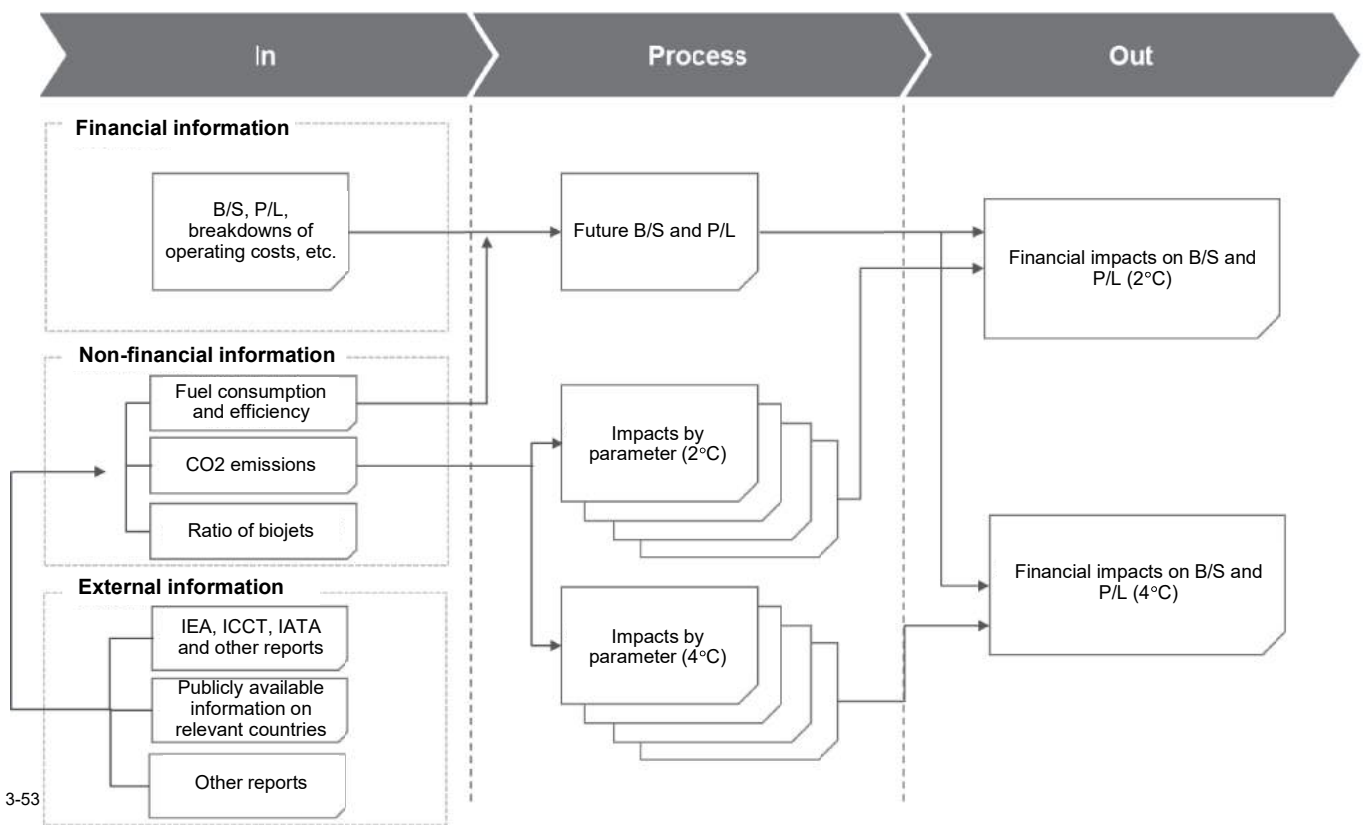 In
Process
Out
Financial information
B/S, P/L,
breakdowns of
operating costs, etc.
Future B/S and P/L
Financial impacts on B/S and
P/L (2°C)
Non-financial information
Fuel consumption
and efficiency
CO2 emissions
Ratio of biojets
Impacts by
parameter (2°C)
External information
IEA, ICCT, IATA
and other reports
Publicly available
information on
relevant countries
Other reports
Impacts by
parameter (4°C)
Financial impacts on B/S and
P/L (4°C)
3-53